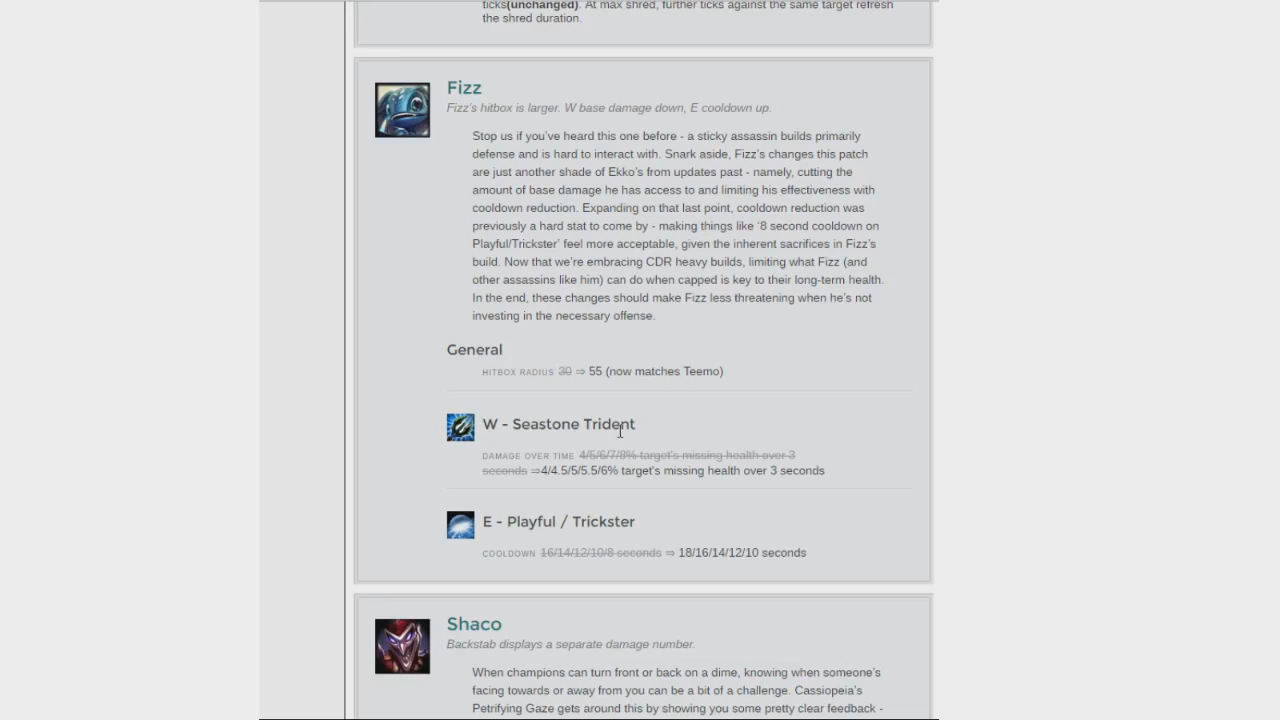 ticks(unchanged). At max shred, further ticks against the same target refresh
the shred duration.
Fizz
Fizz's hitbox is larger. W base damage down, E cooldown up.
Stop us if you've heard this one before - a sticky assassin builds primarily
defense and is hard to interact with. Snark aside, Fizz's changes this patch
are just another shade of Ekko's from updates past - namely, cutting the
amount of base damage he has access to and limiting his effectiveness with
cooldown reduction. Expanding on that last point, cooldown reduction was
previously a hard stat to come by - making things like '8 second cooldown on
Playful/Trickster' feel more acceptable, given the inherent sacrifices in Fizz's
build. Now that we're embracing CDR heavy builds, limiting what Fizz (and
other assassins like him) can do when capped is key to their long-term health.
In the end, these changes should make Fizz less threatening when he's not
investing in the necessary offense.
General
HITBOX RADIUS 30 ⇒ 55 (now matches Teemo)
W - Seastone Trident
DAMAGE OVER TIME 4/5/6/7/8% target's missing health over 3
seconds ⇒4/4.5/5/5.5/6% target's missing health over 3 seconds
E - Playful / Trickster
COOLDOWN 16/14/12/10/8 seconds ⇒ 18/16/14/12/10 seconds
Shaco
Backstab displays a separate damage number.
When champions can turn front or back on a dime, knowing when someone's
facing towards or away from you can be a bit of a challenge. Cassiopeia's
Petrifying Gaze gets around this by showing you some pretty clear feedback -